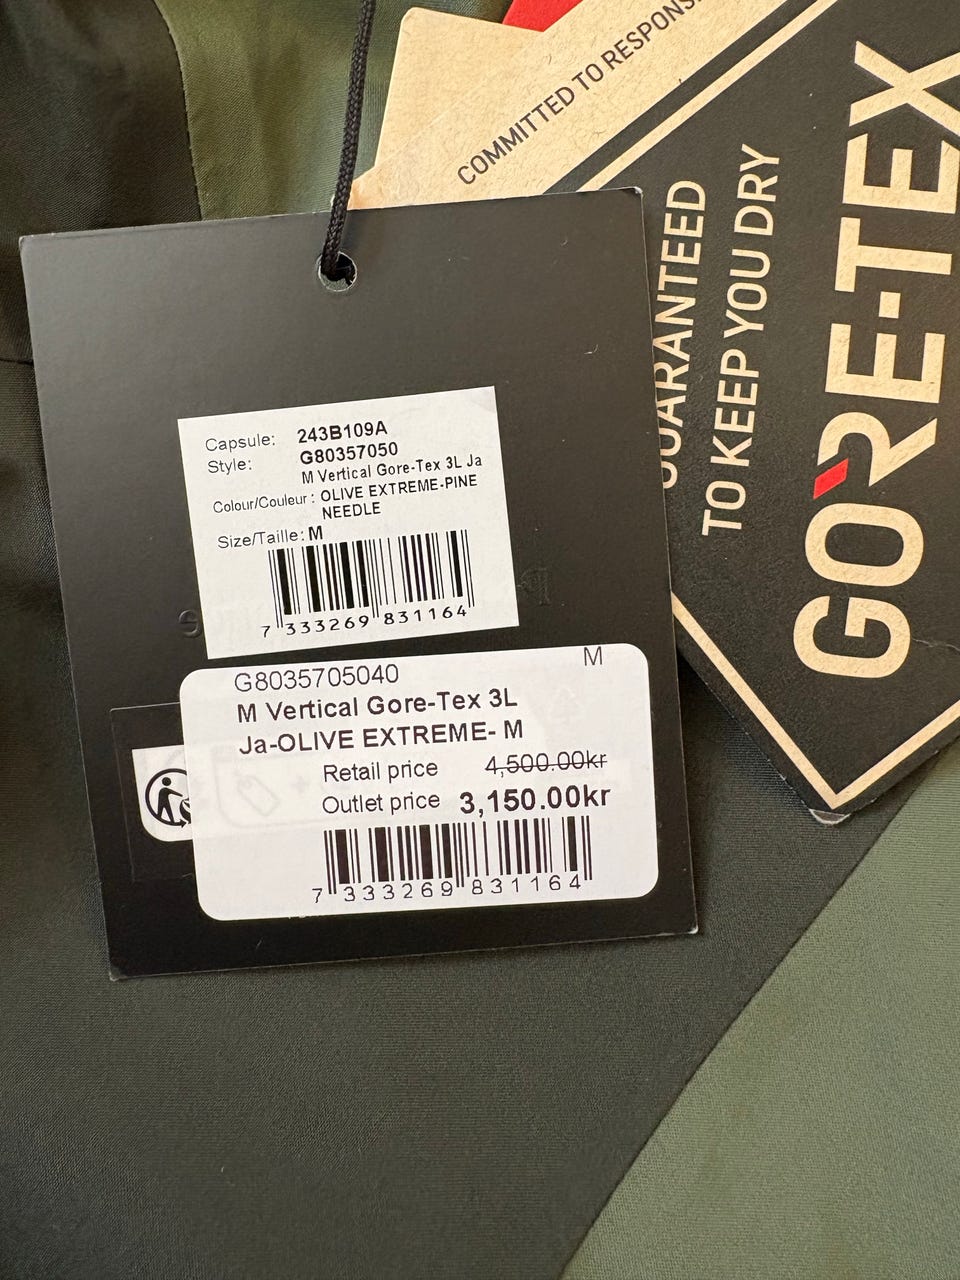 COMMITTED TO RESPONS
GUARANTEED
TO KEEP YOU DRY
GORE-TEX
Capsule: 243B109A
Style: G80357050
M Vertical Gore-Tex 3L Ja
Colour/Couleur : OLIVE EXTREME-PINE
NEEDLE
Size/Taille: M
7 333269 831164
G8035705040 M
M Vertical Gore-Tex 3L
Ja-OLIVE EXTREME- M
Retail price 4,500.00kr
Outlet price 3,150.00kr
7 333269 831164